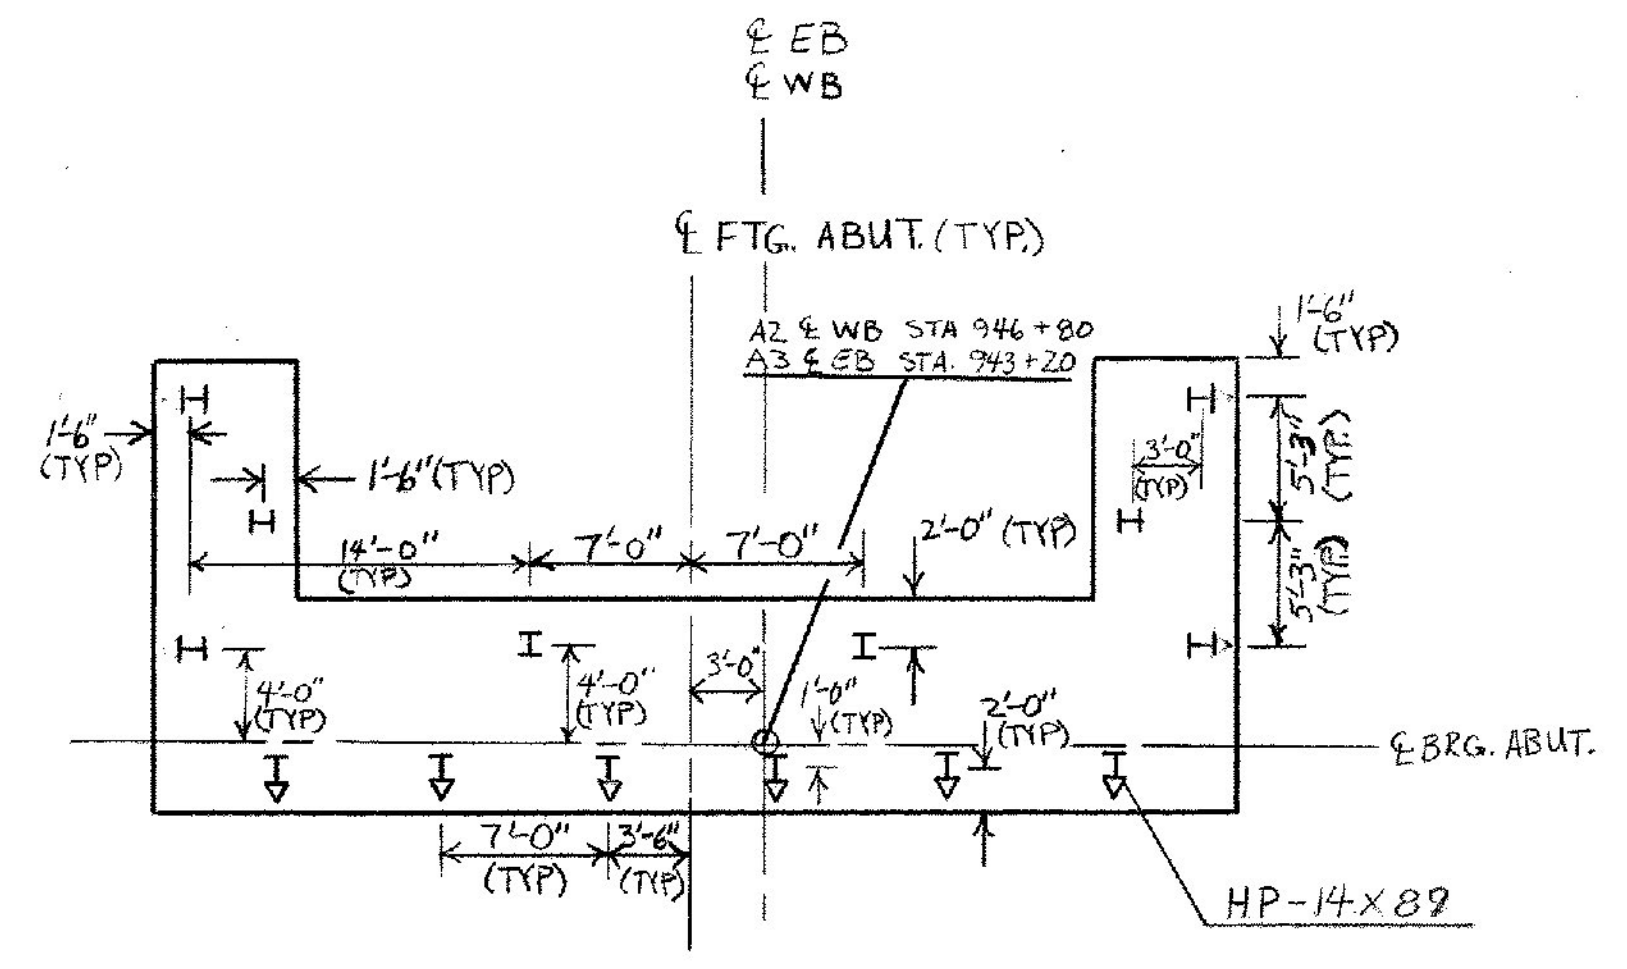 ℄ EB
℄ WB
℄ FTG. ABUT. (TYP.)
A2 ℄ WB STA 946+80
A3 ℄ EB STA. 943+20
1'-6"
(TYP)
1'-6"
(TYP)
1'-6" (TYP)
3'-0"
(TYP)
5'-3"
(TYP.)
14'-0"
(TYP)
7'-0"
7'-0"
2'-0" (TYP)
5'-3"
(TYP)
4'-0"
(TYP)
4'-0"
(TYP)
3'-0"
1'-0"
(TYP)
2'-0"
(TYP)
℄ BRG. ABUT.
7'-0"
(TYP)
3'-6"
(TYP)
HP-14X89